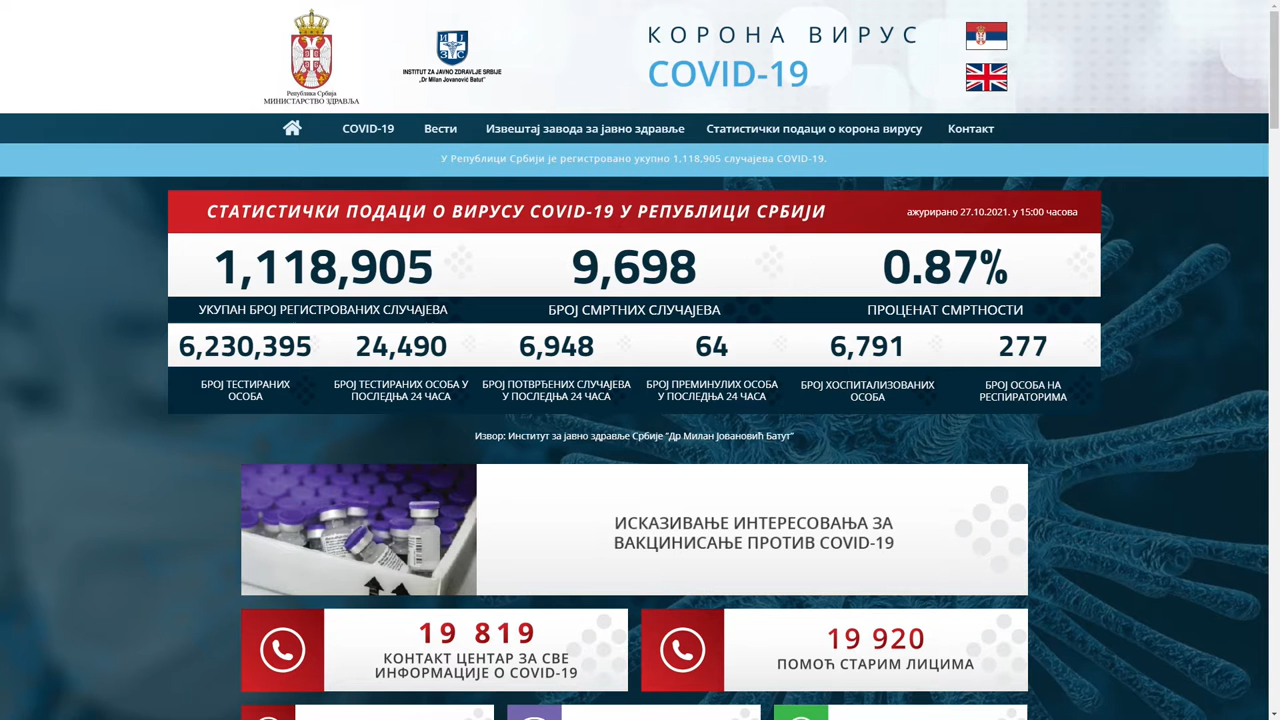 Република Србија
МИНИСТАРСТВО ЗДРАВЉА
ИЈЗС
INSTITUT ZA JAVNO ZDRAVLJE SRBIJE
„Dr Milan Jovanović Batut“
КОРОНА ВИРУС
COVID-19
COVID-19 Вести Извештај завода за јавно здравље Статистички подаци о корона вирусу Контакт
У Републици Србији је регистровано укупно 1,118,905 случајева COVID-19.
СТАТИСТИЧКИ ПОДАЦИ О ВИРУСУ COVID-19 У РЕПУБЛИЦИ СРБИЈИ
ажурирано 27.10.2021. у 15:00 часова
1,118,905 9,698 0.87%
УКУПАН БРОЈ РЕГИСТРОВАНИХ СЛУЧАЈЕВА БРОЈ СМРТНИХ СЛУЧАЈЕВА ПРОЦЕНАТ СМРТНОСТИ
6,230,395 24,490 6,948 64 6,791 277
БРОЈ ТЕСТИРАНИХ БРОЈ ТЕСТИРАНИХ ОСОБА У БРОЈ ПОТВРЂЕНИХ СЛУЧАЈЕВА БРОЈ ПРЕМИНУЛИХ ОСОБА БРОЈ ХОСПИТАЛИЗОВАНИХ БРОЈ ОСОБА НА
ОСОБА ПОСЛЕДЊА 24 ЧАСА У ПОСЛЕДЊА 24 ЧАСА У ПОСЛЕДЊА 24 ЧАСА ОСОБА РЕСПИРАТОРИМА
Извор: Институт за јавно здравље Србије "Др Милан Јовановић Батут"
ИСКАЗИВАЊЕ ИНТЕРЕСОВАЊА ЗА
ВАКЦИНИСАЊЕ ПРОТИВ COVID-19
19 819
КОНТАКТ ЦЕНТАР ЗА СВЕ
ИНФОРМАЦИЈЕ О COVID-19
19 920
ПОМОЋ СТАРИМ ЛИЦИМА